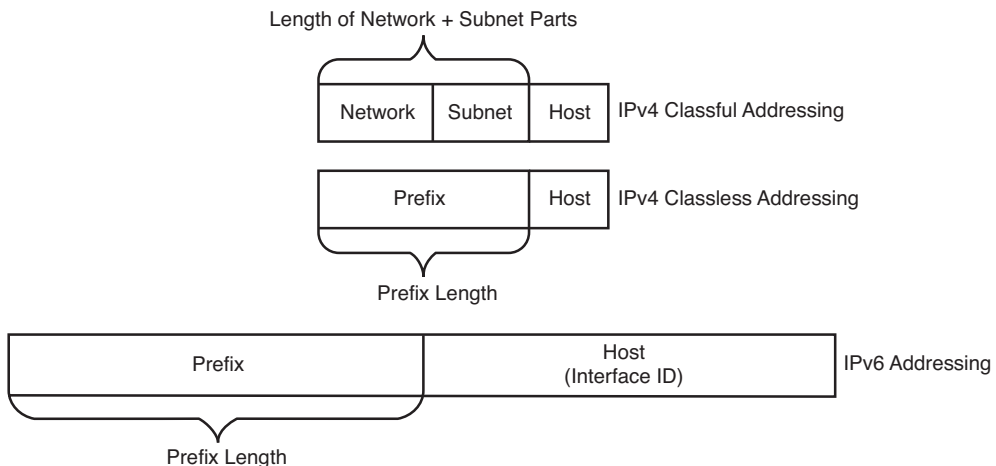 Length of Network + Subnet Parts
Network Subnet Host IPv4 Classful Addressing
Prefix Host IPv4 Classless Addressing
Prefix Length
Prefix Host
(Interface ID) IPv6 Addressing
Prefix Length